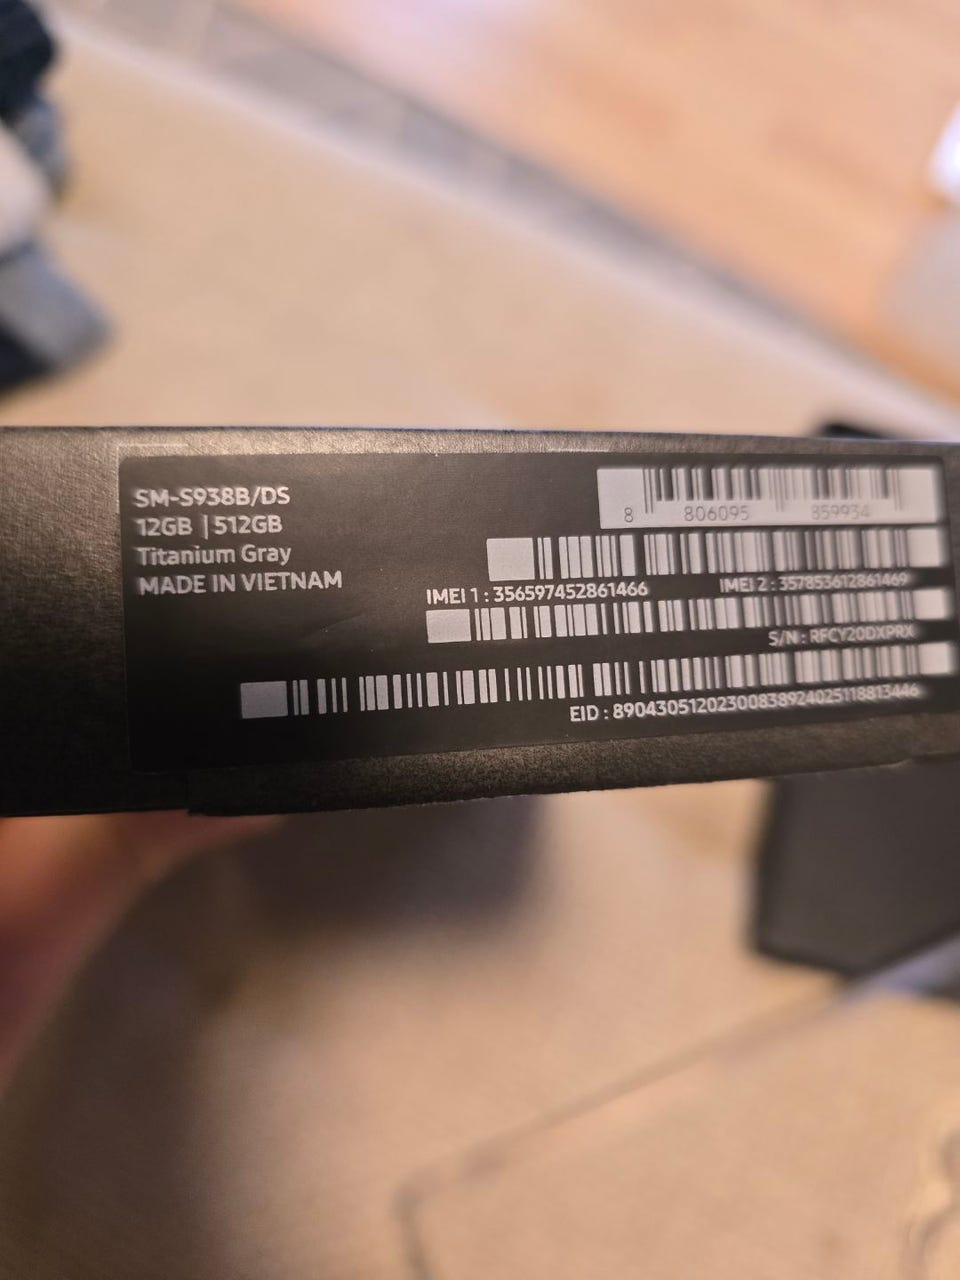 SM-S938B/DS
12GB | 512GB
Titanium Gray
MADE IN VIETNAM
8 806095 859934
IMEI 1 : 356597452861466
IMEI 2 : 357853612861469
S/N : RFCY20DXPRX
EID : 89043051202300838924025118813446